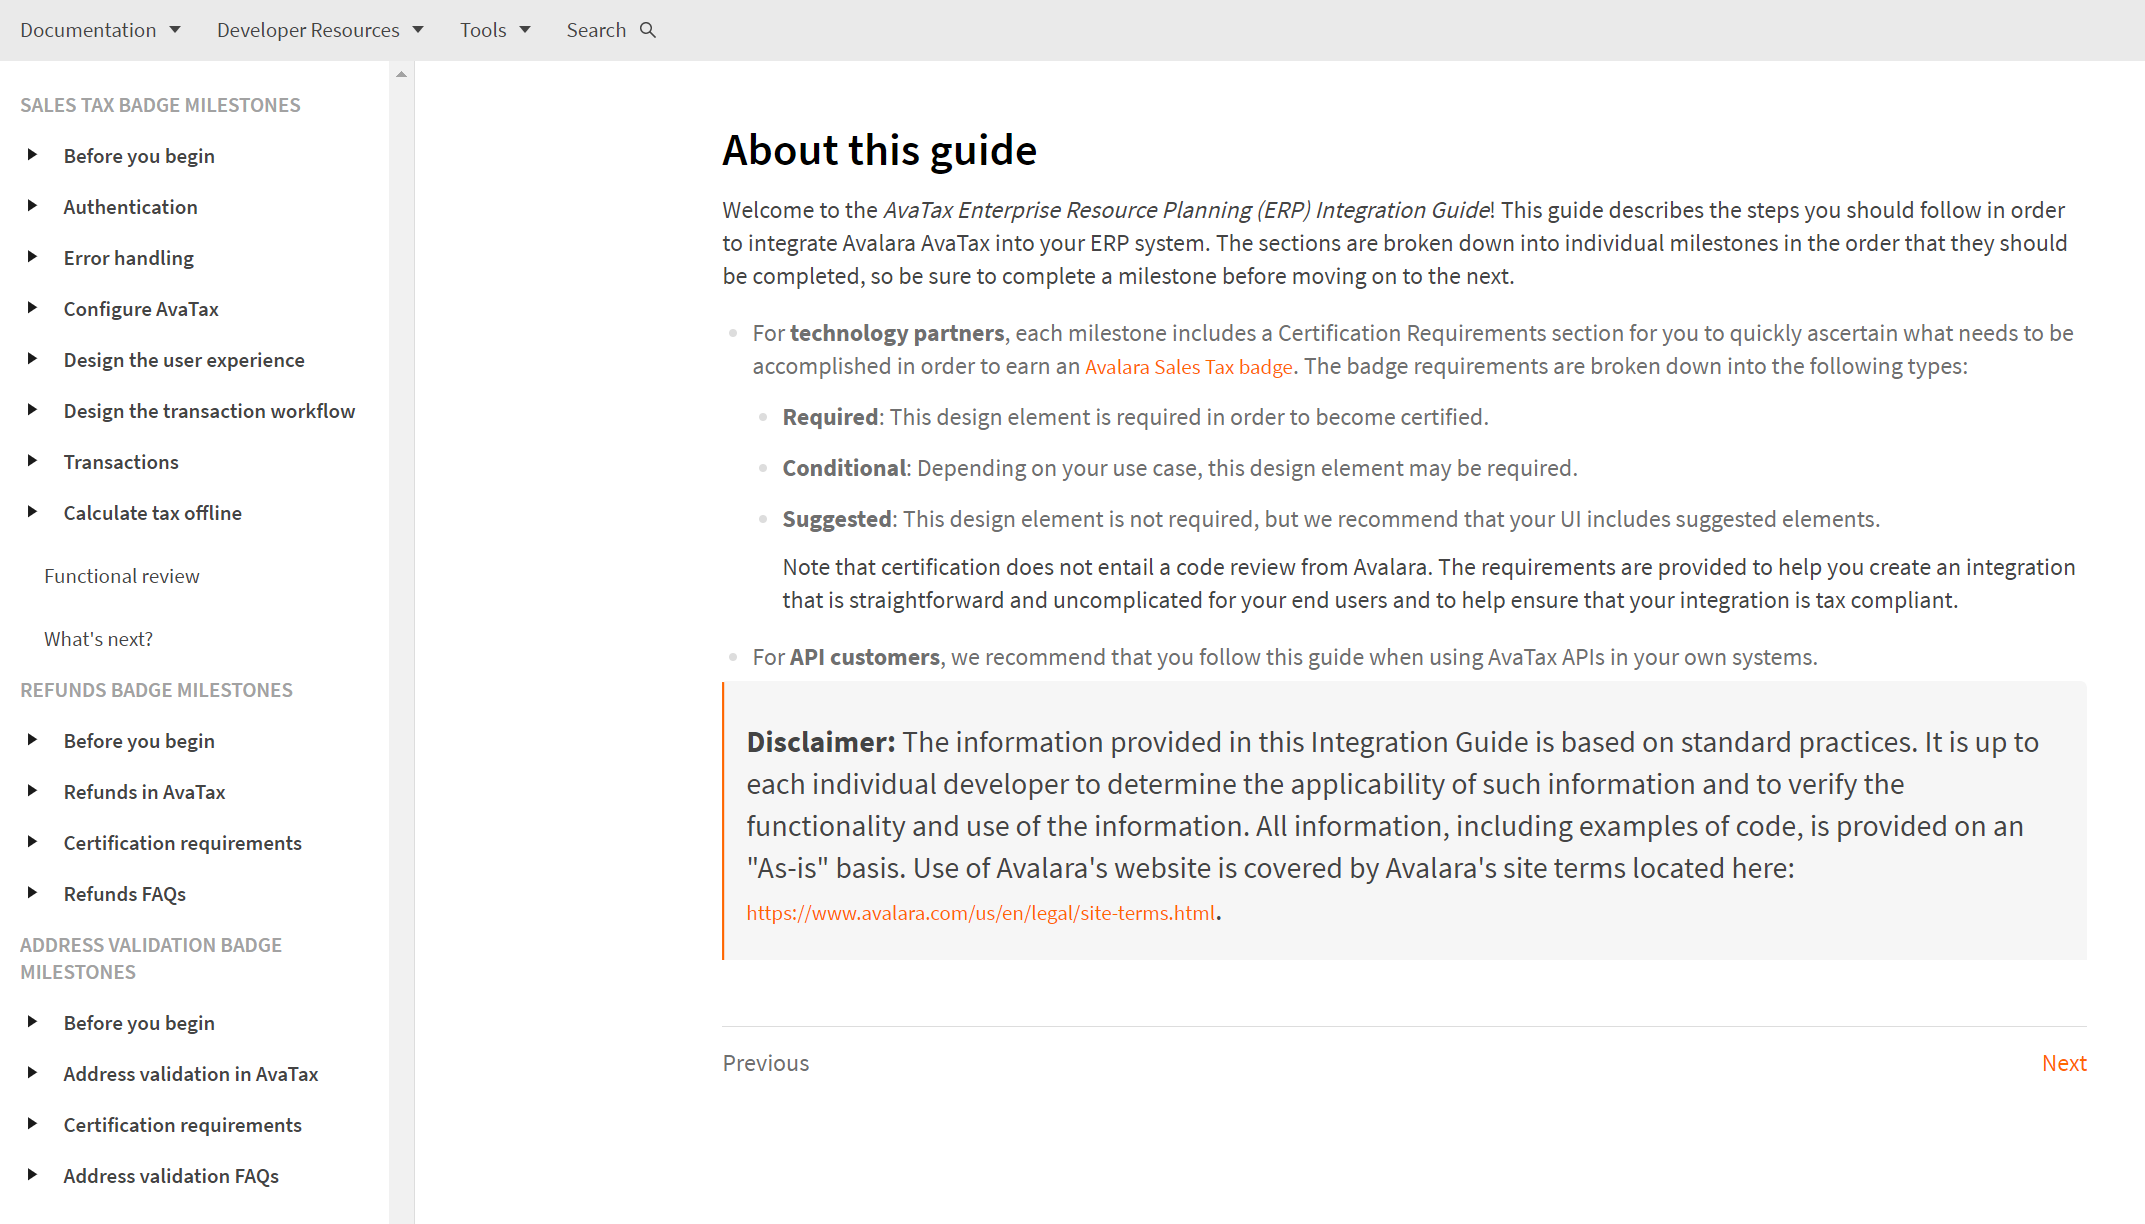 Documentation Developer Resources Tools Search
SALES TAX BADGE MILESTONES
Before you begin
Authentication
Error handling
Configure AvaTax
Design the user experience
Design the transaction workflow
Transactions
Calculate tax offline
Functional review
What's next?
REFUNDS BADGE MILESTONES
Before you begin
Refunds in AvaTax
Certification requirements
Refunds FAQs
ADDRESS VALIDATION BADGE
MILESTONES
Before you begin
Address validation in AvaTax
Certification requirements
Address validation FAQs
About this guide
Welcome to the AvaTax Enterprise Resource Planning (ERP) Integration Guide! This guide describes the steps you should follow in order
to integrate Avalara AvaTax into your ERP system. The sections are broken down into individual milestones in the order that they should
be completed, so be sure to complete a milestone before moving on to the next.
For technology partners, each milestone includes a Certification Requirements section for you to quickly ascertain what needs to be
accomplished in order to earn an Avalara Sales Tax badge. The badge requirements are broken down into the following types:
Required: This design element is required in order to become certified.
Conditional: Depending on your use case, this design element may be required.
Suggested: This design element is not required, but we recommend that your UI includes suggested elements.
Note that certification does not entail a code review from Avalara. The requirements are provided to help you create an integration
that is straightforward and uncomplicated for your end users and to help ensure that your integration is tax compliant.
For API customers, we recommend that you follow this guide when using AvaTax APIs in your own systems.
Disclaimer: The information provided in this Integration Guide is based on standard practices. It is up to
each individual developer to determine the applicability of such information and to verify the
functionality and use of the information. All information, including examples of code, is provided on an
"As-is" basis. Use of Avalara's website is covered by Avalara's site terms located here:
https://www.avalara.com/us/en/legal/site-terms.html.
Previous Next